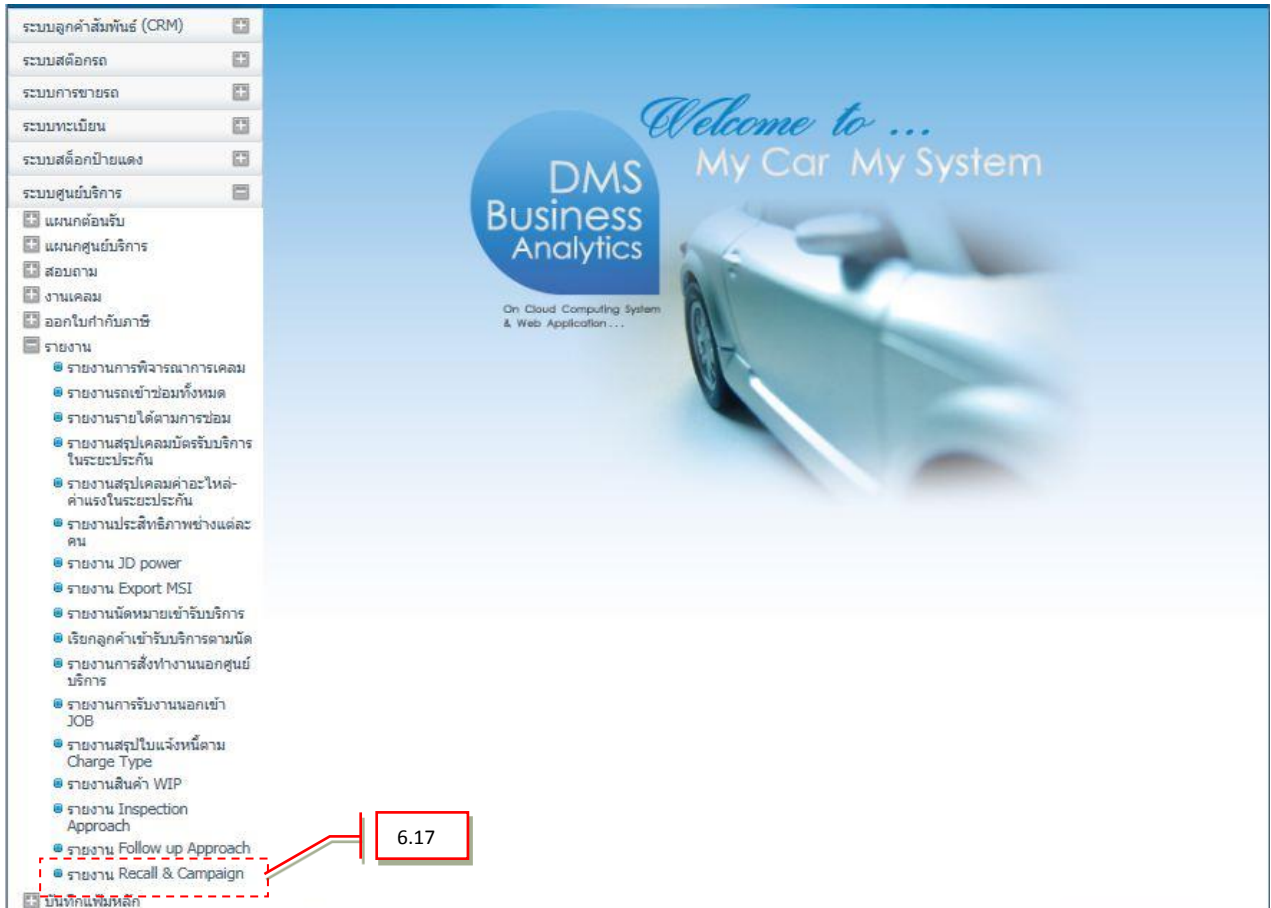 ระบบลูกค้าสัมพันธ์ (CRM)
ระบบสต๊อกรถ
ระบบการขายรถ
ระบบทะเบียน
ระบบสต็อกป้ายแดง
ระบบศูนย์บริการ
แผนกต้อนรับ
แผนกศูนย์บริการ
สอบถาม
งานเคลม
ออกใบกำกับภาษี
รายงาน
รายงานการพิจารณาการเคลม
รายงานรถเข้าซ่อมทั้งหมด
รายงานรายได้ตามการซ่อม
รายงานสรุปเคลมบัตรรับบริการ
ในระยะประกัน
รายงานสรุปเคลมค่าอะไหล่-
ค่าแรงในระยะประกัน
รายงานประสิทธิภาพช่างแต่ละ
คน
รายงาน JD power
รายงาน Export MSI
รายงานนัดหมายเข้ารับบริการ
เรียกลูกค้าเข้ารับบริการตามนัด
รายงานการสั่งทำงานนอกศูนย์
บริการ
รายงานการรับงานนอกเข้า
JOB
รายงานสรุปใบแจ้งหนี้ตาม
Charge Type
รายงานสินค้า WIP
รายงาน Inspection
Approach
รายงาน Follow up Approach
รายงาน Recall & Campaign
บันทึกแฟ้มหลัก
6.17
Welcome to ...
My Car My System
DMS
Business
Analytics
On Cloud Computing System
& Web Application...